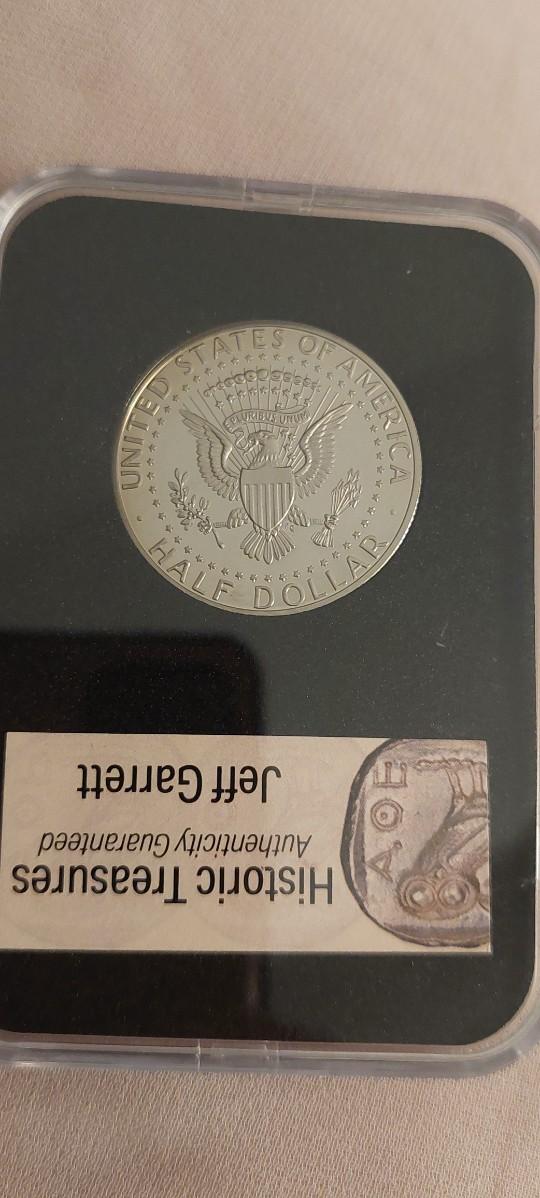 UNITED STATES OF AMERICA
E PLURIBUS UNUM
HALF DOLLAR
Historic Treasures
Authenticity Guaranteed
Jeff Garrett
ΑΘΕ